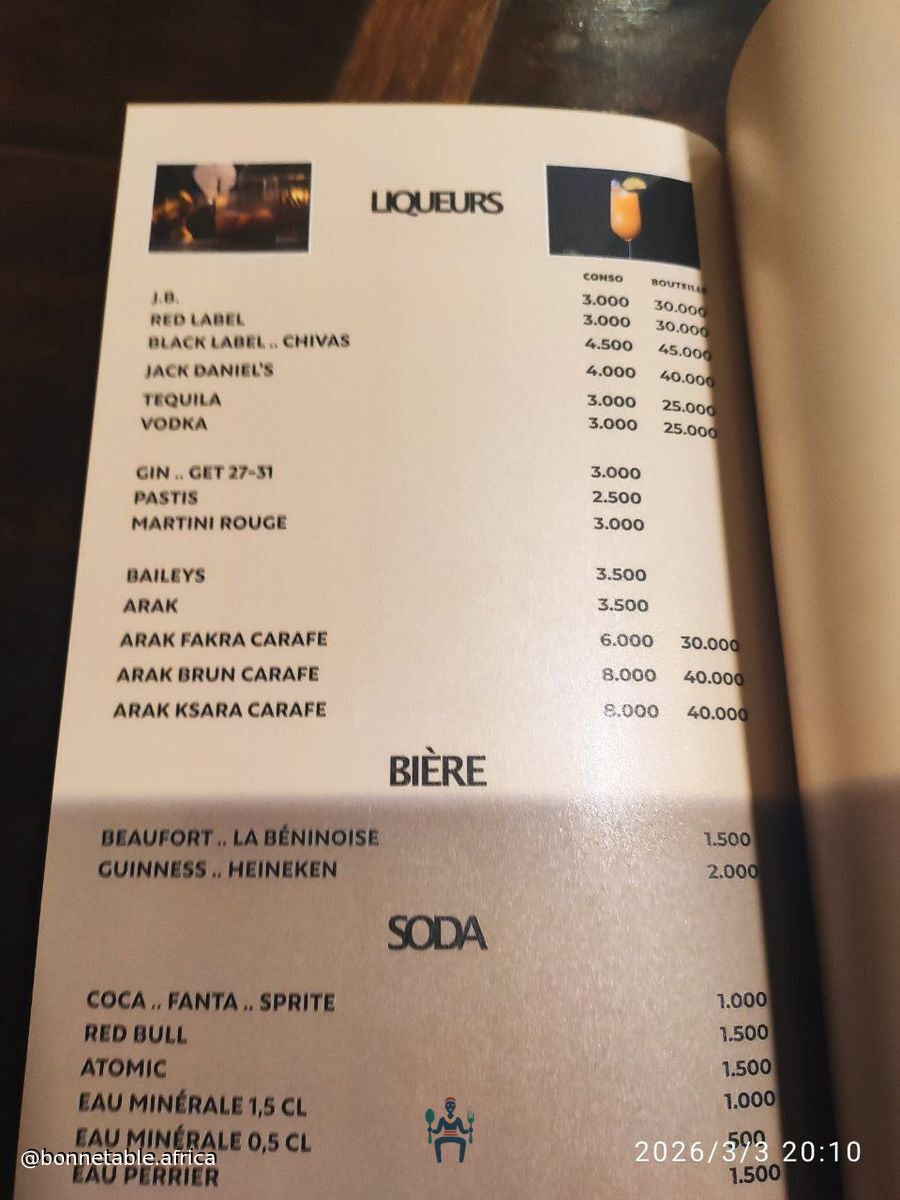 LIQUEURS
CONSO BOUTEILLE
J.B. 3.000 30.000
RED LABEL 3.000 30.000
BLACK LABEL .. CHIVAS 4.500 45.000
JACK DANIEL'S 4.000 40.000
TEQUILA 3.000 25.000
VODKA 3.000 25.000
GIN .. GET 27-31 3.000
PASTIS 2.500
MARTINI ROUGE 3.000
BAILEYS 3.500
ARAK 3.500
ARAK FAKRA CARAFE 6.000 30.000
ARAK BRUN CARAFE 8.000 40.000
ARAK KSARA CARAFE 8.000 40.000
BIÈRE
BEAUFORT .. LA BÉNINOISE 1.500
GUINNESS .. HEINEKEN 2.000
SODA
COCA .. FANTA .. SPRITE 1.000
RED BULL 1.500
ATOMIC 1.500
EAU MINÉRALE 1,5 CL 1.000
EAU MINÉRALE 0,5 CL 500
EAU PERRIER 1.500
@bonnetable.africa
2026/3/3 20:10